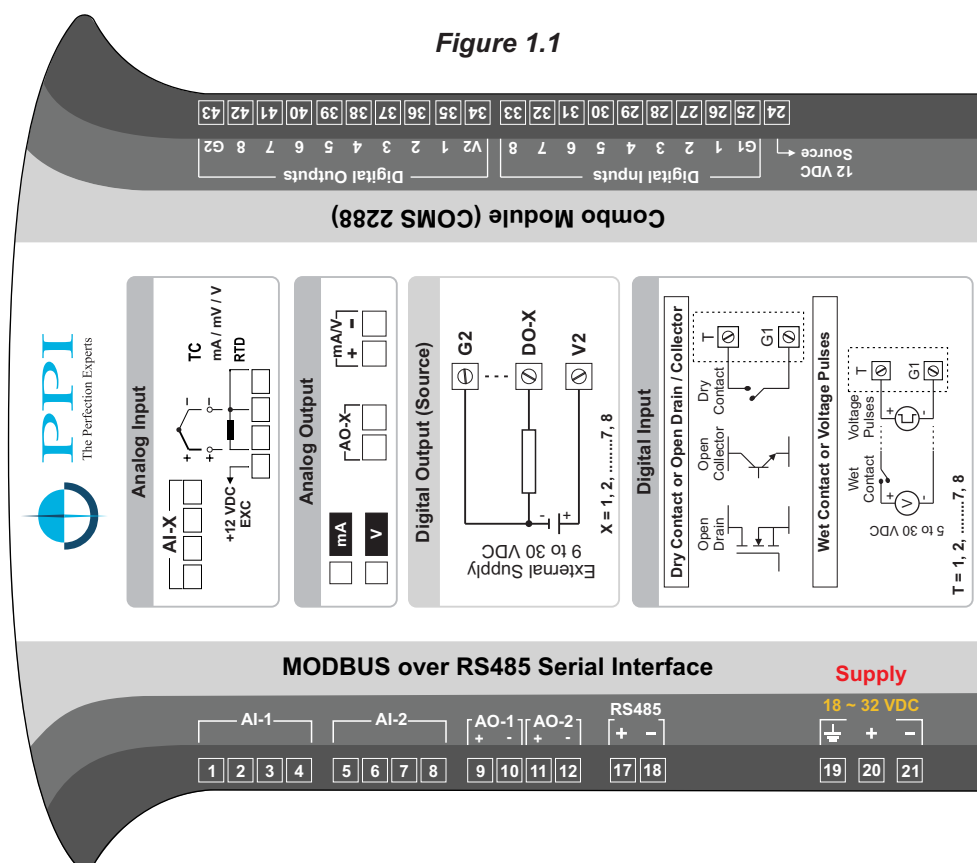 Figure 1.1
43 42 41 40 39 38 37 36 35 34 33 32 31 30 29 28 27 26 25 24
G2 8 7 6 5 4 3 2 1 V2 8 7 6 5 4 3 2 1 G1
Source
12 VDC
Digital Outputs
Digital Inputs
Combo Module (COMS 2288)
PPI
The Perfection Experts
Analog Input
AI-X
+12 VDC
EXC
+ -
+ -
TC
mA / mV / V
RTD
Analog Output
mA
V
AO-X
mA/V
+ -
Digital Output (Source)
External Supply
9 to 30 VDC
- +
G2
DO-X
V2
X = 1, 2, ........7, 8
Digital Input
Dry Contact or Open Drain / Collector
Open
Drain
Open
Collector
Dry
Contact
T
G1
Wet Contact or Voltage Pulses
5 to 30 VDC
V
+ -
Wet
Contact
Voltage
Pulses
+ -
T
G1
T = 1, 2, ........7, 8
MODBUS over RS485 Serial Interface
Supply
18 ~ 32 VDC
AI-1
AI-2
AO-1
AO-2
RS485
+ - + - + - + -
1 2 3 4 5 6 7 8 9 10 11 12 17 18 19 20 21